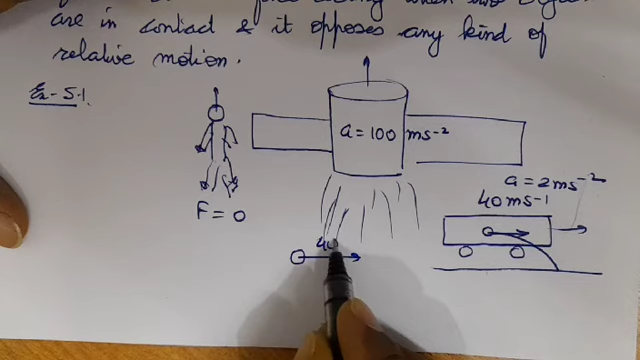 are in contact & it opposes any kind of
relative motion.
Ex-5.1.
a = 100 ms-2
a = 2ms-2
40ms-1
F = 0
40